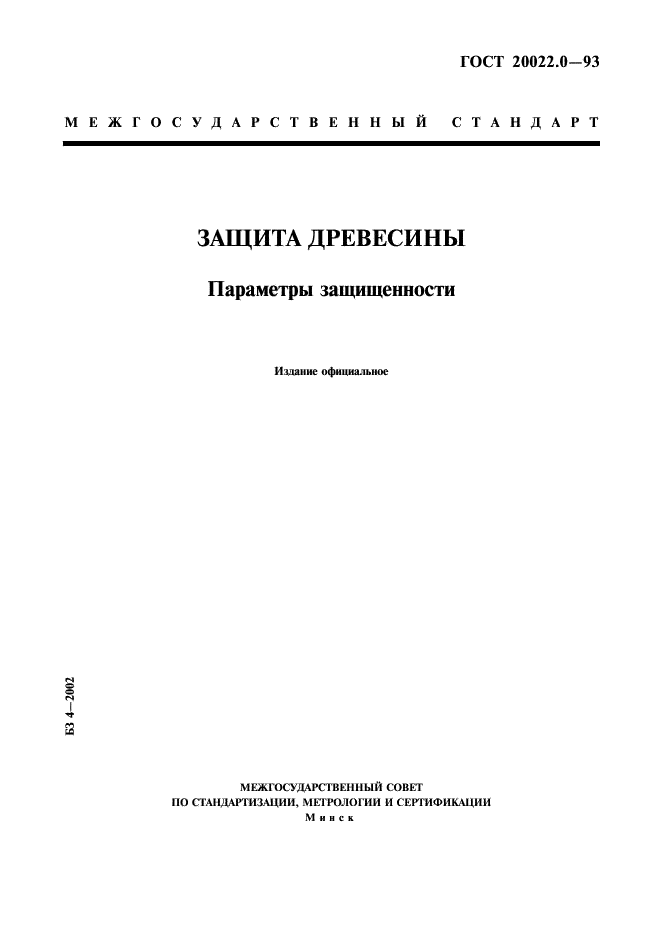 ГОСТ 20022.0—93
МЕЖГОСУДАРСТВЕННЫЙ СТАНДАРТ
ЗАЩИТА ДРЕВЕСИНЫ
Параметры защищенности
Издание официальное
БЗ 4—2002
МЕЖГОСУДАРСТВЕННЫЙ СОВЕТ
ПО СТАНДАРТИЗАЦИИ, МЕТРОЛОГИИ И СЕРТИФИКАЦИИ
Минск